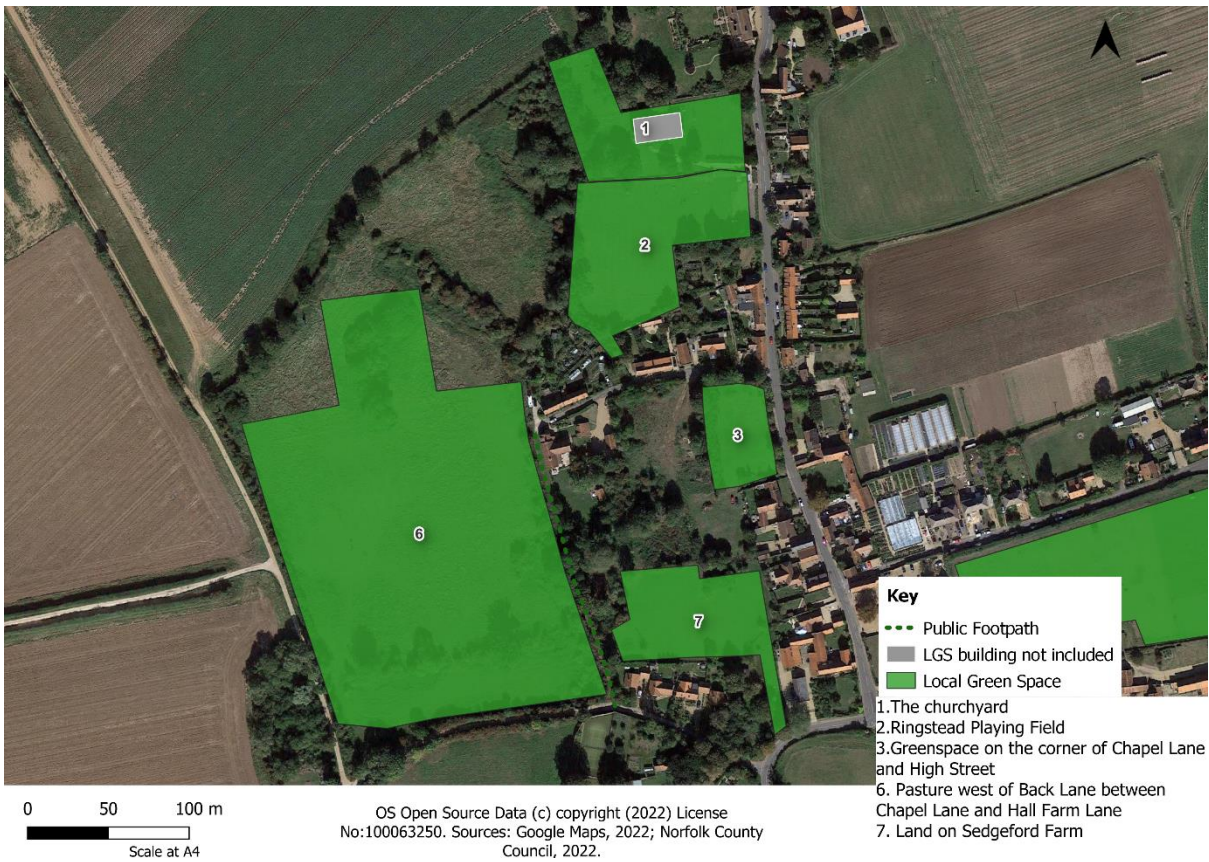 1
2
3
6
7
Key
Public Footpath
LGS building not included
Local Green Space
1.The churchyard
2.Ringstead Playing Field
3.Greenspace on the corner of Chapel Lane
and High Street
6. Pasture west of Back Lane between
Chapel Lane and Hall Farm Lane
7. Land on Sedgeford Farm
0 50 100 m
Scale at A4
OS Open Source Data (c) copyright (2022) License
No:100063250. Sources: Google Maps, 2022; Norfolk County
Council, 2022.